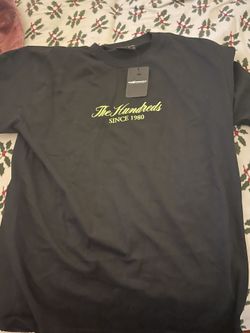 The Hundreds
SINCE 1980